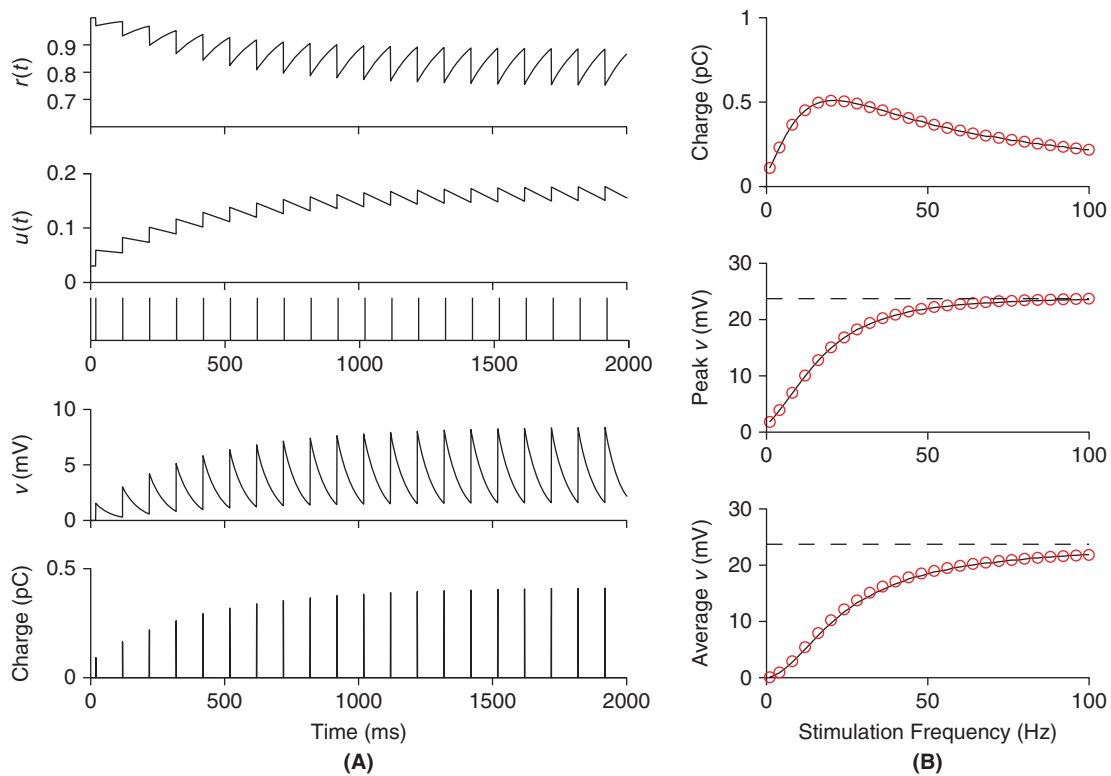 r(t)
0.9
0.8
0.7
u(t)
0.2
0.1
0
0 500 1000 1500 2000
v (mV)
10
5
0
Charge (pC)
0.5
0
0 500 1000 1500 2000
Time (ms)
(A)
Charge (pC)
1
0.5
0
0 50 100
Peak v (mV)
30
20
10
0
0 50 100
Average v (mV)
30
20
10
0
0 50 100
Stimulation Frequency (Hz)
(B)